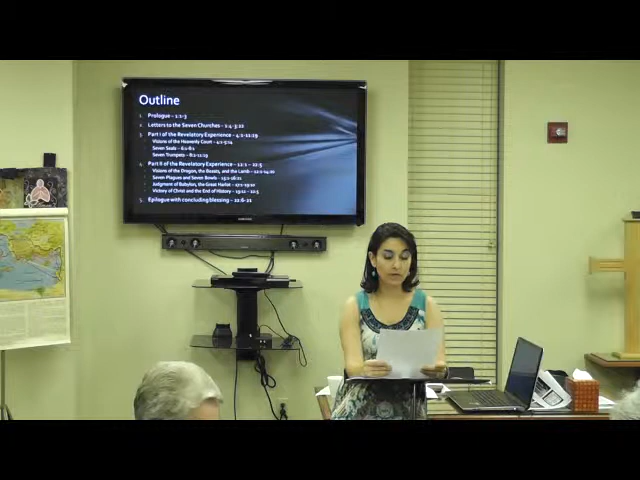 Outline
1. Prologue – 1:1-3
2. Letters to the Seven Churches – 1:4-3:22
3. Part I of the Revelatory Experience – 4:1-11:19
Visions of the Heavenly Court – 4:1-5:14
Seven Seals – 6:1-8:1
Seven Trumpets – 8:2-11:19
4. Part II of the Revelatory Experience – 12:1 – 22:5
Visions of the Dragon, the Beasts, and the Lamb – 12:1-14:20
Seven Plagues and Seven Bowls – 15:1-16:21
Judgment of Babylon, the Great Harlot – 17:1-19:10
Victory of Christ and the End of History – 19:11 – 22:5
5. Epilogue with concluding blessing – 22:6-21